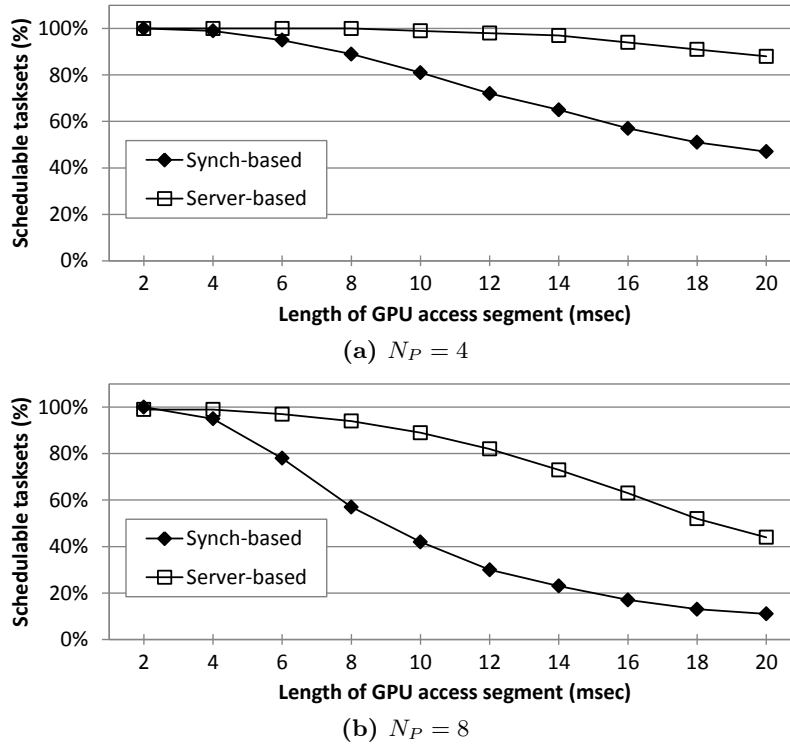 100%
80%
60%
40%
20%
0%
Schedulable tasksets (%)
Synch-based
Server-based
2 4 6 8 10 12 14 16 18 20
Length of GPU access segment (msec)
(a) N_P = 4
100%
80%
60%
40%
20%
0%
Schedulable tasksets (%)
Synch-based
Server-based
2 4 6 8 10 12 14 16 18 20
Length of GPU access segment (msec)
(b) N_P = 8